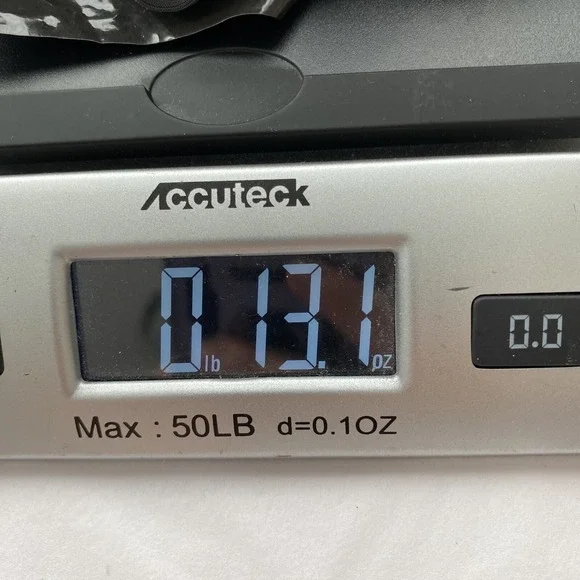 Accuteck
0 lb 13.1 oz
0.0
Max : 50LB d=0.1OZ